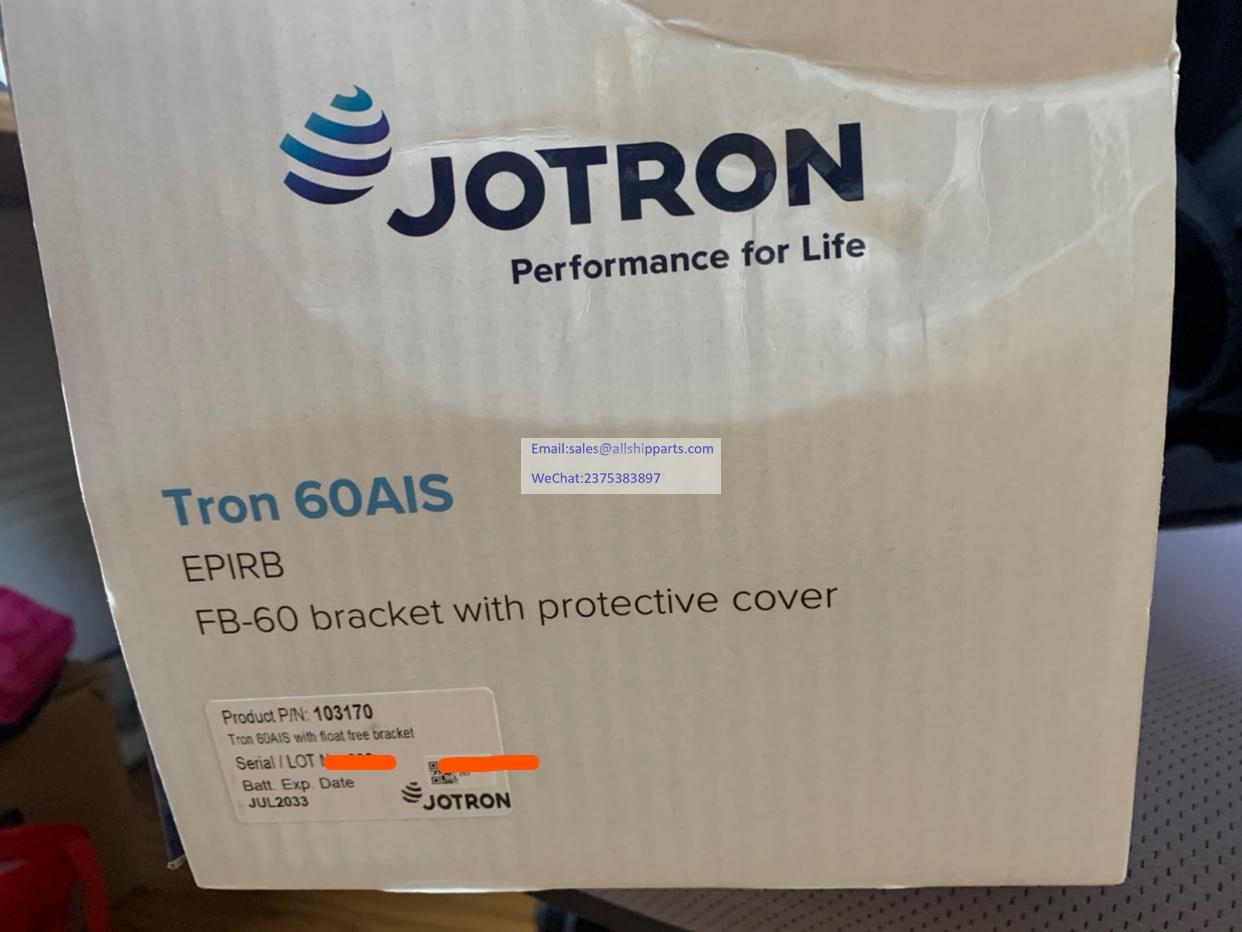 JOTRON
Performance for Life
Email:sales@allshipparts.com
WeChat:2375383897
Tron 60AIS
EPIRB
FB-60 bracket with protective cover
Product P/N: 103170
Tron 60AIS with float free bracket
Serial / LOT
Batt. Exp. Date
JUL2033
JOTRON